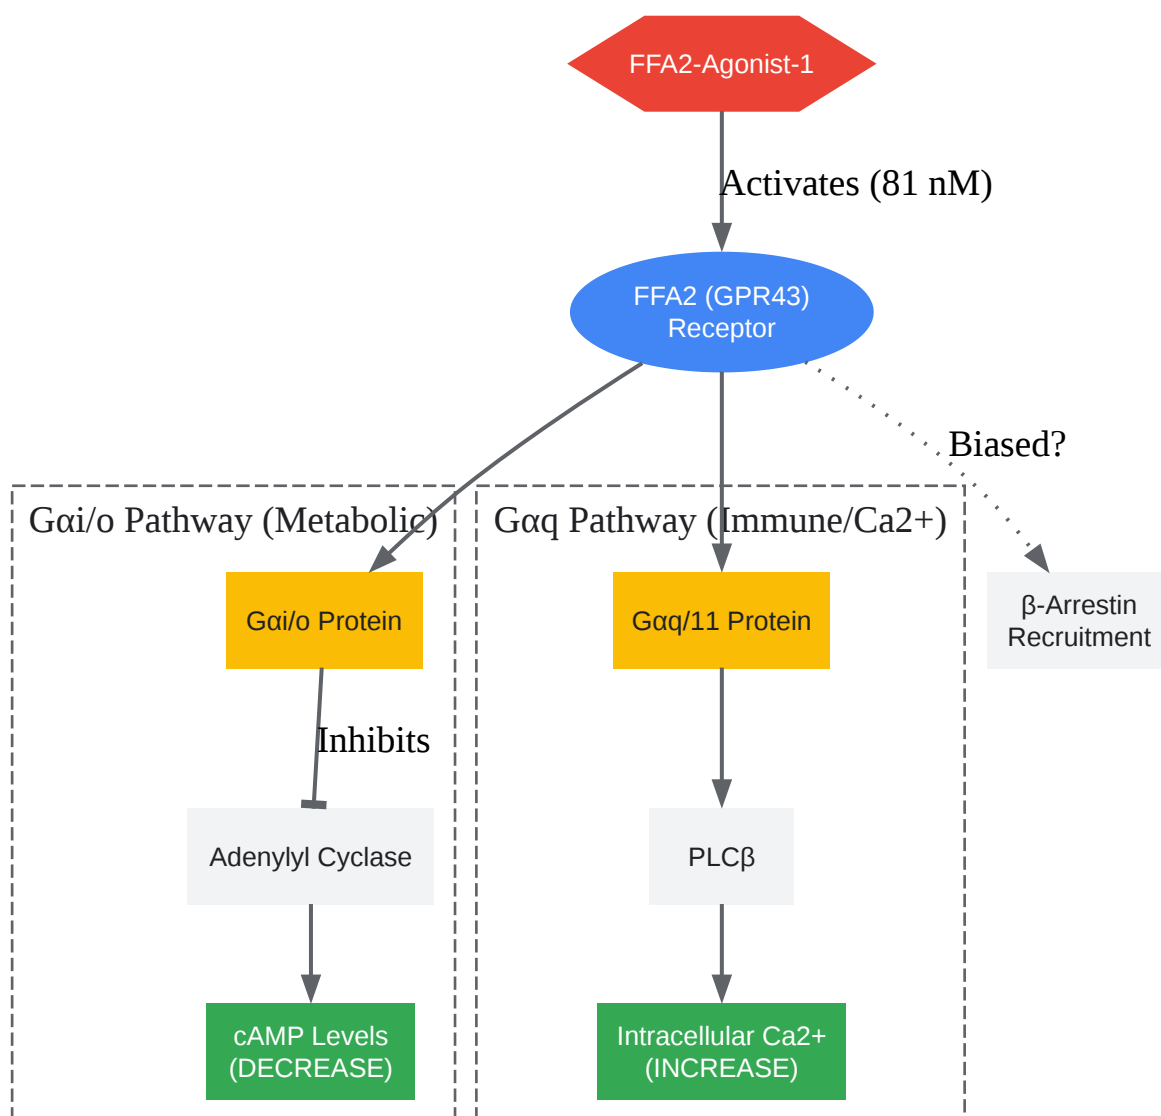 FFA2-Agonist-1
Activates (81 nM)
FFA2 (GPR43)
Receptor
Biased?
Gαi/o Pathway (Metabolic)
Gαq Pathway (Immune/Ca2+)
Gαi/o Protein
Gαq/11 Protein
β-Arrestin
Recruitment
Inhibits
Adenylyl Cyclase
PLCβ
cAMP Levels
(DECREASE)
Intracellular Ca2+
(INCREASE)